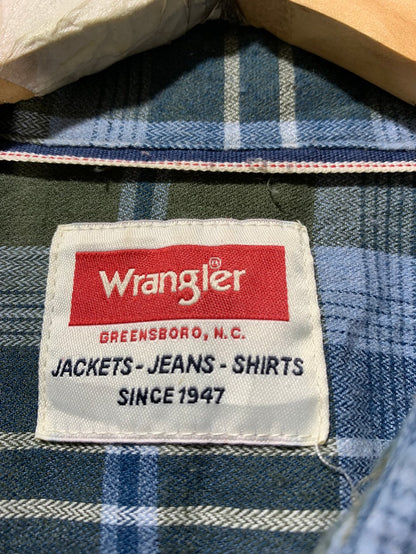 Wrangler
GREENSBORO, N.C.
JACKETS - JEANS - SHIRTS
SINCE 1947